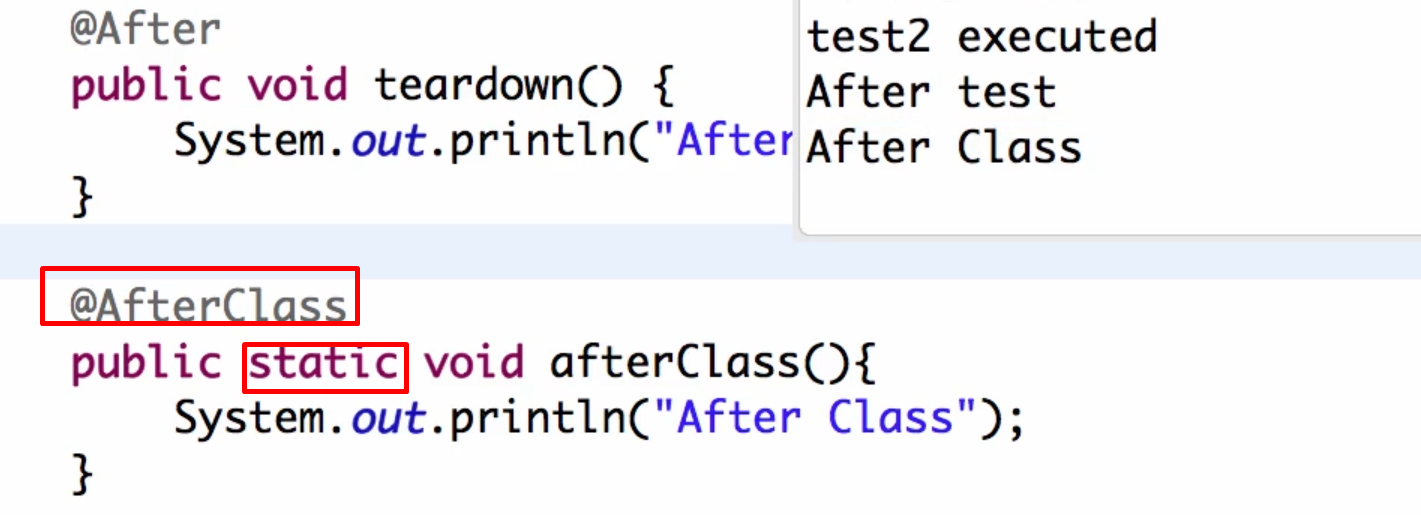 @After
public void teardown() {
System.out.println("After
}
@AfterClass
public static void afterClass(){
System.out.println("After Class");
}
test2 executed
After test
After Class